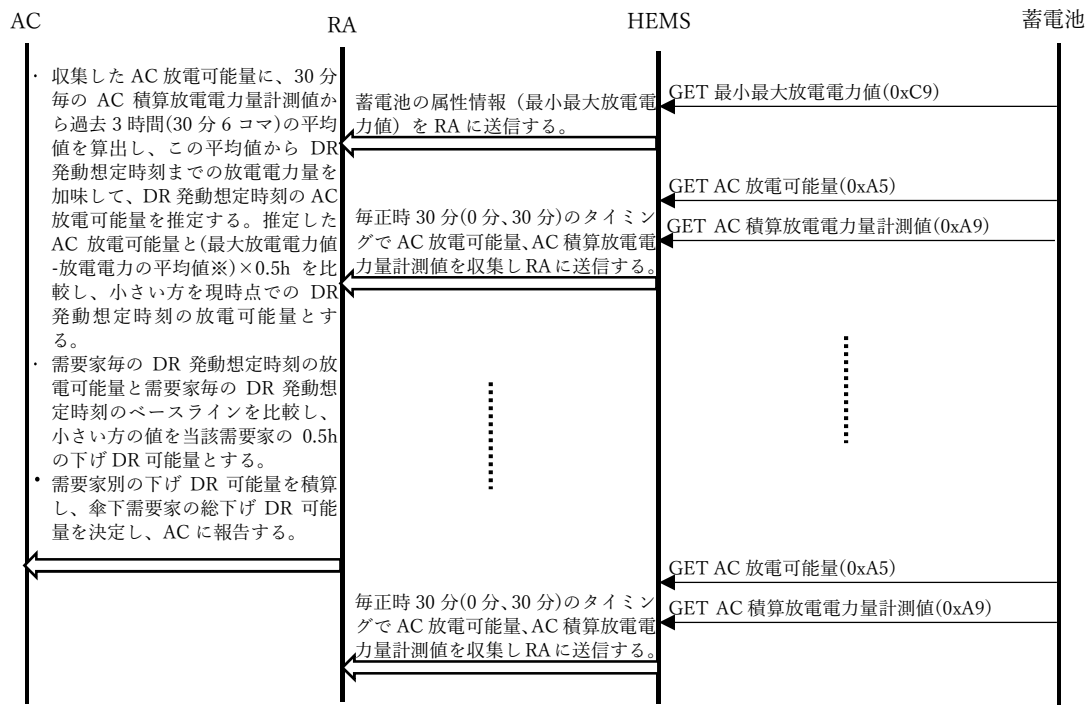 AC
RA
HEMS
蓄電池
・ 収集した AC 放電可能量に、30 分
毎の AC 積算放電電力量計測値か
ら過去 3 時間(30 分 6 コマ)の平均
値を算出し、この平均値から DR
発動想定時刻までの放電電力量を
加味して、DR 発動想定時刻の AC
放電可能量を推定する。推定した
AC 放電可能量と(最大放電電力値
-放電電力の平均値※)×0.5h を比
較し、小さい方を現時点での DR
発動想定時刻の放電可能量とす
る。
・ 需要家毎の DR 発動想定時刻の放
電可能量と需要家毎の DR 発動想
定時刻のベースラインを比較し、
小さい方の値を当該需要家の 0.5h
の下げ DR 可能量とする。
• 需要家別の下げ DR 可能量を積算
し、傘下需要家の総下げ DR 可能
量を決定し、AC に報告する。
蓄電池の属性情報（最小最大放電電
力値）を RA に送信する。
毎正時 30 分(0 分、30 分)のタイミン
グで AC 放電可能量、AC 積算放電電
力量計測値を収集し RA に送信する。
毎正時 30 分(0 分、30 分)のタイミン
グで AC 放電可能量、AC 積算放電電
力量計測値を収集し RA に送信する。
GET 最小最大放電電力値(0xC9)
GET AC 放電可能量(0xA5)
GET AC 積算放電電力量計測値(0xA9)
GET AC 放電可能量(0xA5)
GET AC 積算放電電力量計測値(0xA9)